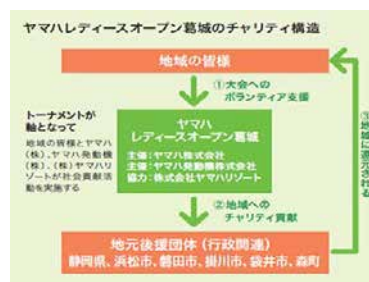 ヤマハレディースオープン葛城のチャリティ構造
地域の皆様
①大会への
ボランティア支援
トーナメントが
軸となって
地域の皆様とヤマハ
(株)、ヤマハ発動機
(株)、(株)ヤマハリゾ
ートが社会貢献活
動を実施する
ヤマハ
レディースオープン葛城
主催:ヤマハ株式会社
主催:ヤマハ発動機株式会社
協力:株式会社ヤマハリゾート
②地域への
チャリティ貢献
地元後援団体(行政関連)
静岡県、浜松市、磐田市、掛川市、袋井市、森町
③地域に還元される